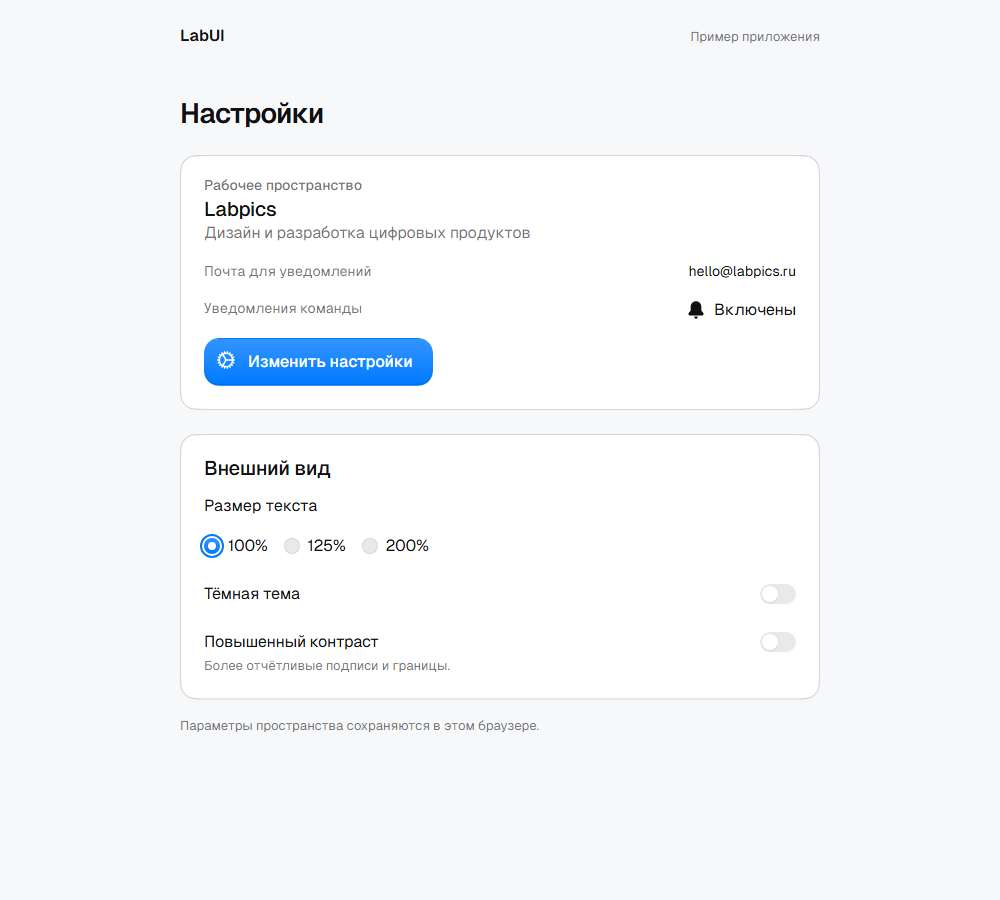 LabUI
Пример приложения
Настройки
Рабочее пространство
Labpics
Дизайн и разработка цифровых продуктов
Почта для уведомлений
hello@labpics.ru
Уведомления команды
Включены
Изменить настройки
Внешний вид
Размер текста
100% 125% 200%
Тёмная тема
Повышенный контраст
Более отчётливые подписи и границы.
Параметры пространства сохраняются в этом браузере.